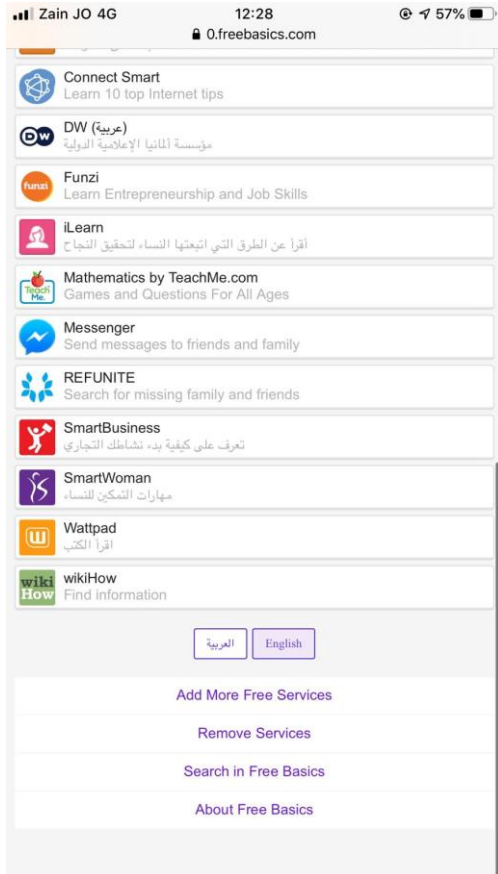 Zain JO 4G 12:28 57%
0.freebasics.com
Connect Smart
Learn 10 top Internet tips
DW (عربية)
مؤسسة ألمانيا الإعلامية الدولية
DW
Funzi
Learn Entrepreneurship and Job Skills
funzi
iLearn
أقرأ عن الطرق التي اتبعتها النساء لتحقيق النجاح
Mathematics by TeachMe.com
Games and Questions For All Ages
Teach
Me.
Messenger
Send messages to friends and family
REFUNITE
Search for missing family and friends
SmartBusiness
تعرف على كيفية بدء نشاطك التجاري
SmartWoman
مهارات التمكين للنساء
Wattpad
اقرأ الكتب
wikiHow
Find information
wiki
How
العربية English
Add More Free Services
Remove Services
Search in Free Basics
About Free Basics